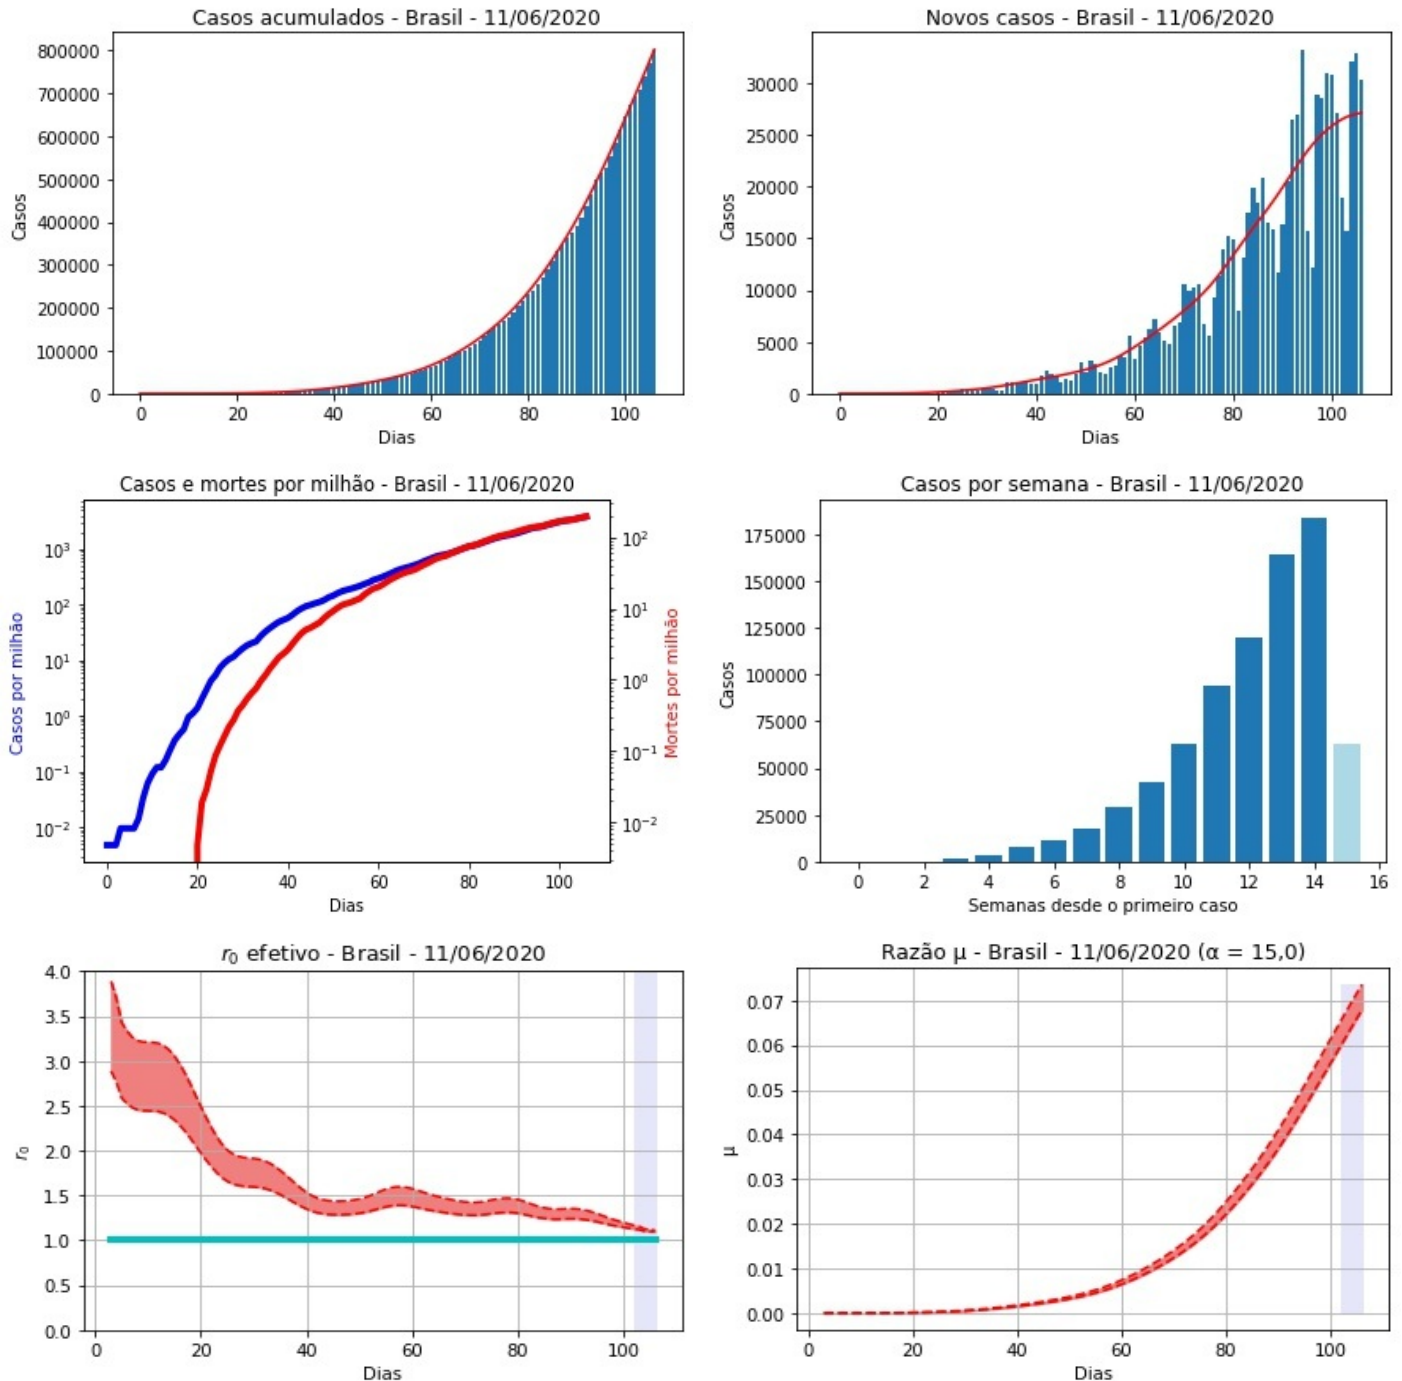 Casos acumulados - Brasil - 11/06/2020
800000
700000
600000
500000
400000
300000
200000
100000
0
Casos
0 20 40 60 80 100
Dias
Novos casos - Brasil - 11/06/2020
30000
25000
20000
15000
10000
5000
0
Casos
0 20 40 60 80 100
Dias
Casos e mortes por milhão - Brasil - 11/06/2020
10³
10²
10¹
10⁰
10⁻¹
10⁻²
Casos por milhão
10²
10¹
10⁰
10⁻¹
10⁻²
Mortes por milhão
0 20 40 60 80 100
Dias
Casos por semana - Brasil - 11/06/2020
175000
150000
125000
100000
75000
50000
25000
0
Casos
0 2 4 6 8 10 12 14 16
Semanas desde o primeiro caso
r₀ efetivo - Brasil - 11/06/2020
4.0
3.5
3.0
2.5
2.0
1.5
1.0
0.5
0.0
r₀
0 20 40 60 80 100
Dias
Razão μ - Brasil - 11/06/2020 (α = 15,0)
0.07
0.06
0.05
0.04
0.03
0.02
0.01
0.00
μ
0 20 40 60 80 100
Dias